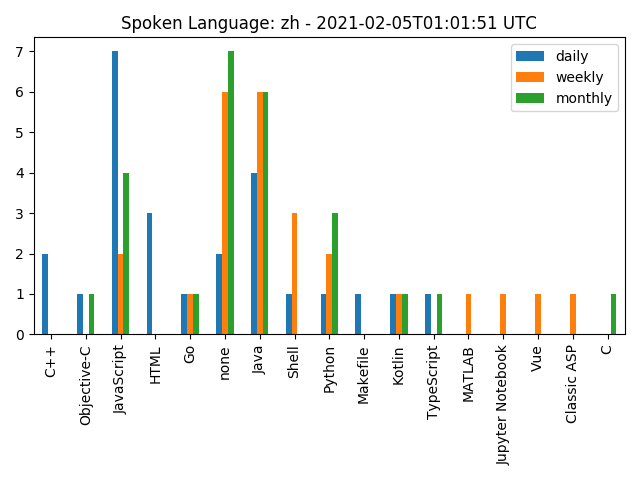 Spoken Language: zh - 2021-02-05T01:01:51 UTC
daily
weekly
monthly
7
6
5
4
3
2
1
0
C++
Objective-C
JavaScript
HTML
Go
none
Java
Shell
Python
Makefile
Kotlin
TypeScript
MATLAB
Jupyter Notebook
Vue
Classic ASP
C